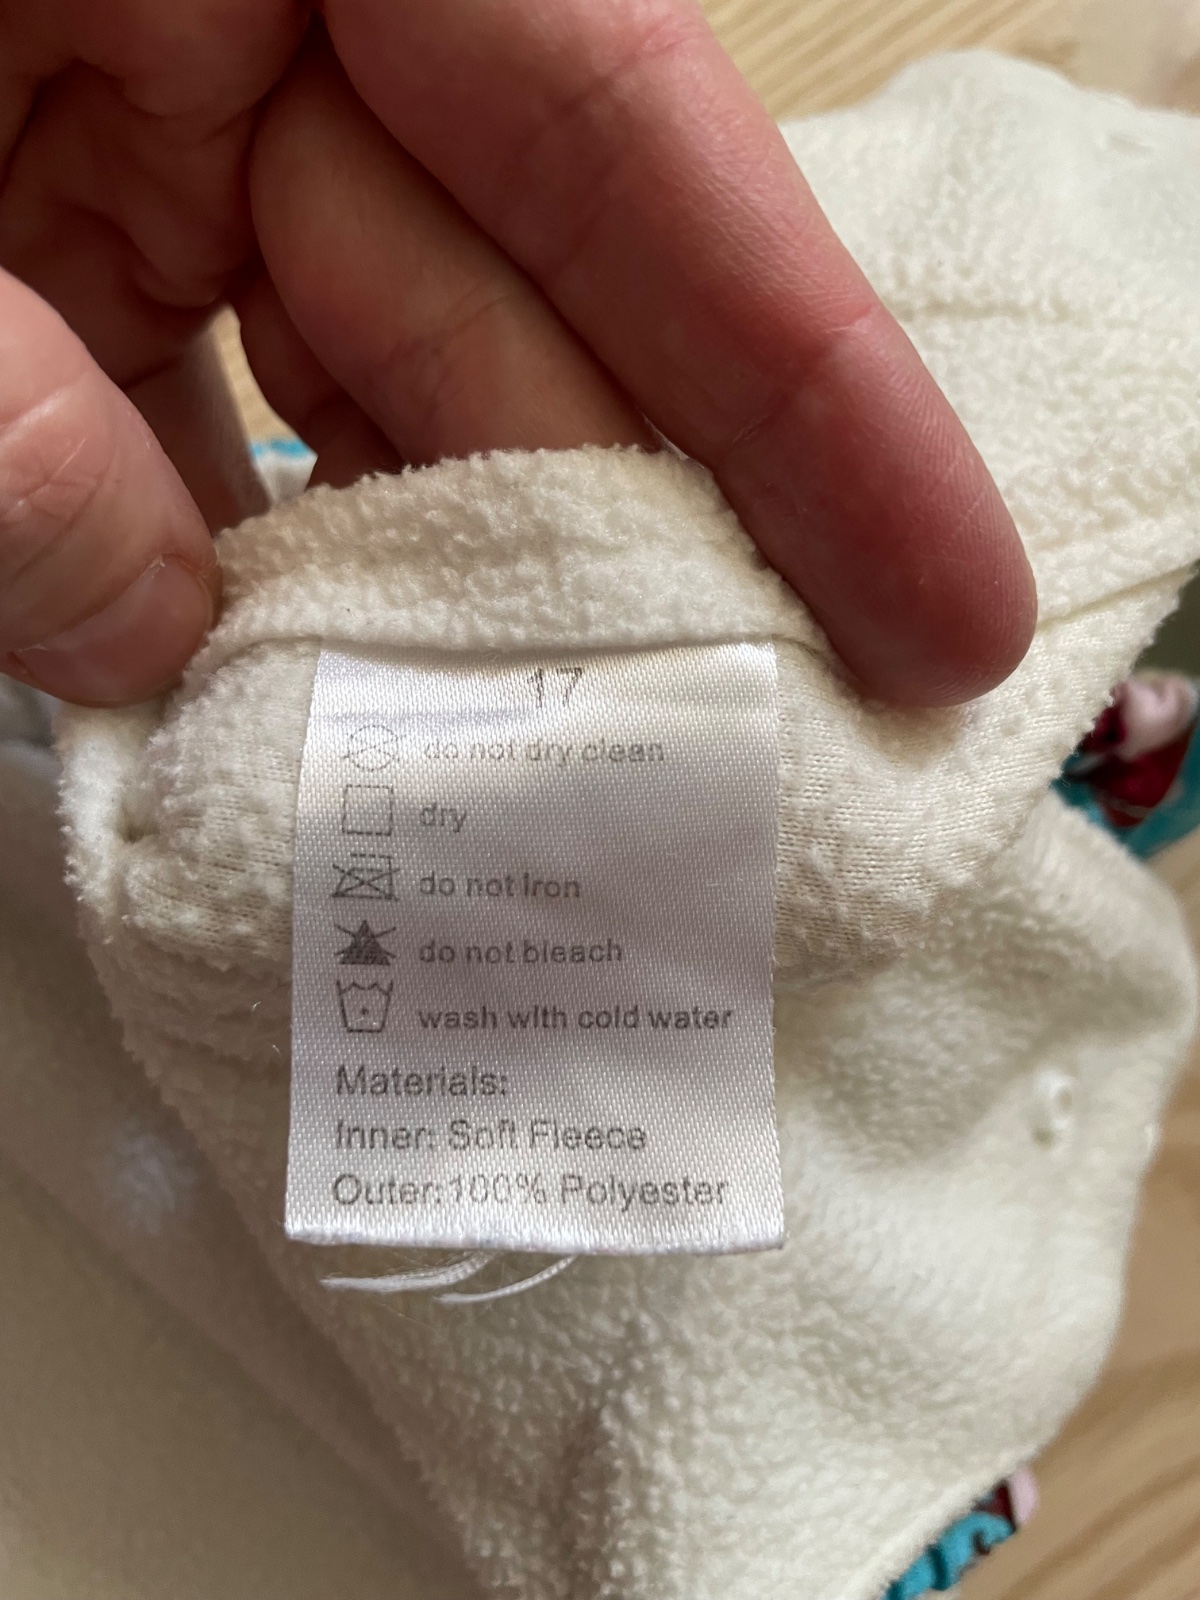 17
do not dry clean
dry
do not Iron
do not bleach
wash with cold water
Materials:
Inner: Soft Fleece
Outer:100% Polyester